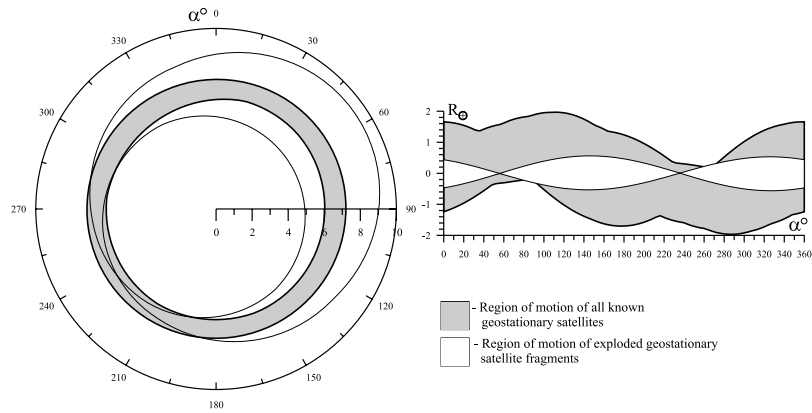 α°
0
30
60
90
120
150
180
210
240
270
300
330
0 2 4 6 8 10
R⊕
2
1
0
-1
-2
α°
0 20 40 60 80 100 120 140 160 180 200 220 240 260 280 300 320 340 360
- Region of motion of all known
geostationary satellites
- Region of motion of exploded geostationary
satellite fragments